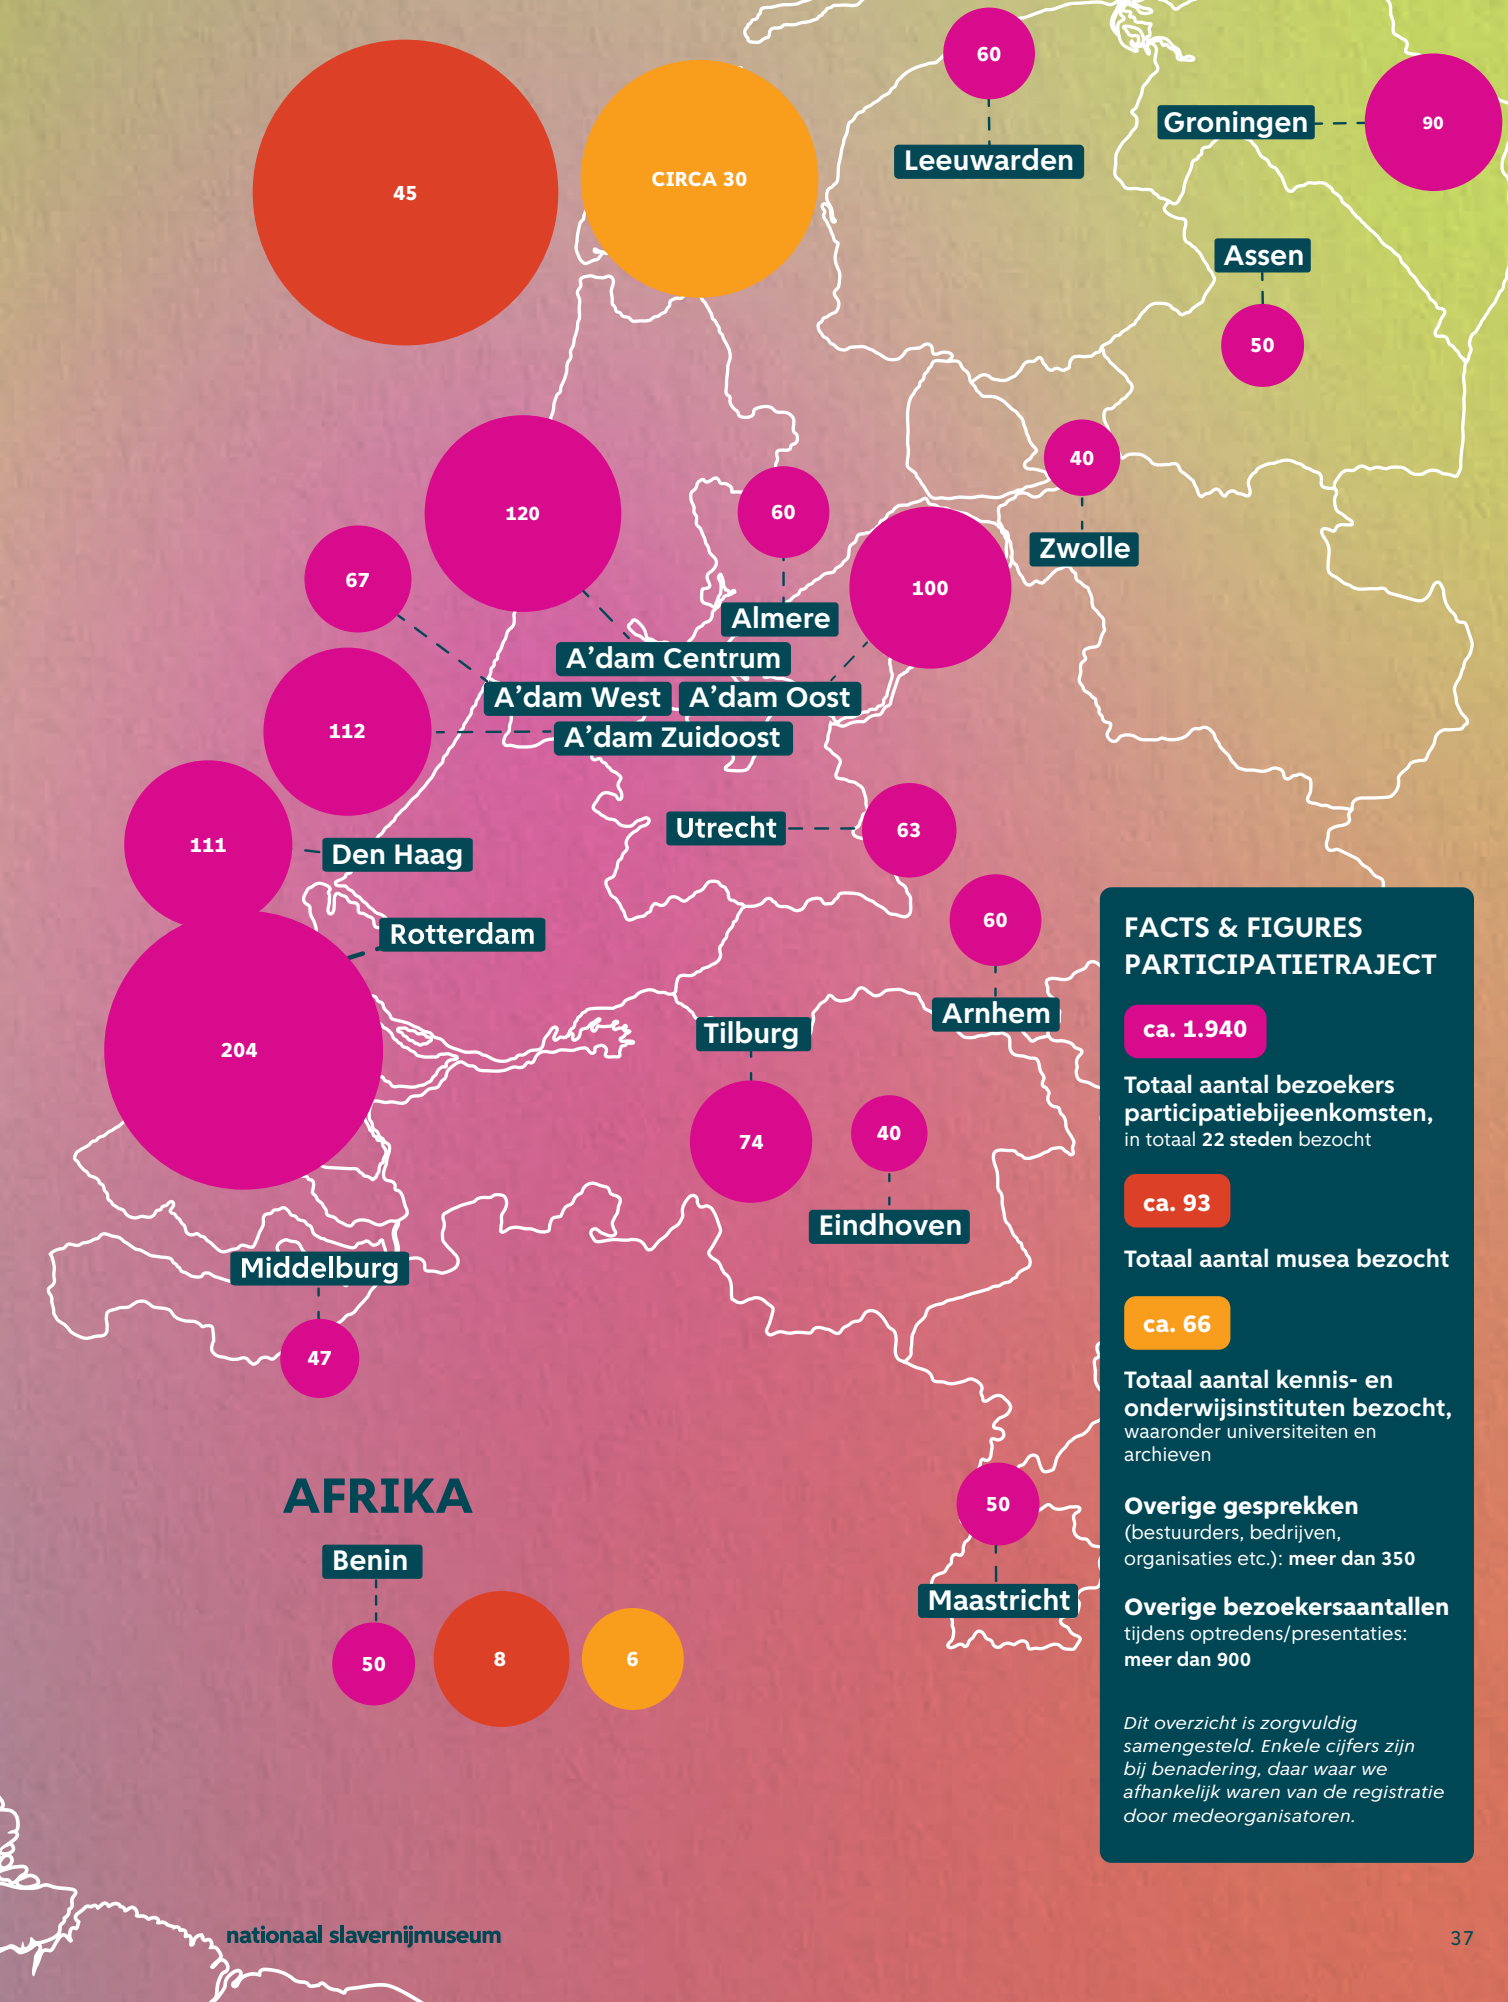 45
CIRCA 30
60
Leeuwarden
Groningen
90
Assen
50
40
Zwolle
120
60
Almere
67
100
A’dam Centrum
A’dam West
A’dam Oost
112
A’dam Zuidoost
111
Den Haag
Utrecht
63
Rotterdam
204
60
Arnhem
Tilburg
74
40
Eindhoven
Middelburg
47
50
Maastricht
AFRIKA
Benin
50
8
6
FACTS & FIGURES
PARTICIPATIETRAJECT
ca. 1.940
Totaal aantal bezoekers
participatiebijeenkomsten,
in totaal 22 steden bezocht
ca. 93
Totaal aantal musea bezocht
ca. 66
Totaal aantal kennis- en
onderwijsinstituten bezocht,
waaronder universiteiten en
archieven
Overige gesprekken
(bestuurders, bedrijven,
organisaties etc.): meer dan 350
Overige bezoekersaantallen
tijdens optredens/presentaties:
meer dan 900
Dit overzicht is zorgvuldig
samengesteld. Enkele cijfers zijn
bij benadering, daar waar we
afhankelijk waren van de registratie
door medeorganisatoren.
nationaal slavernijmuseum
37